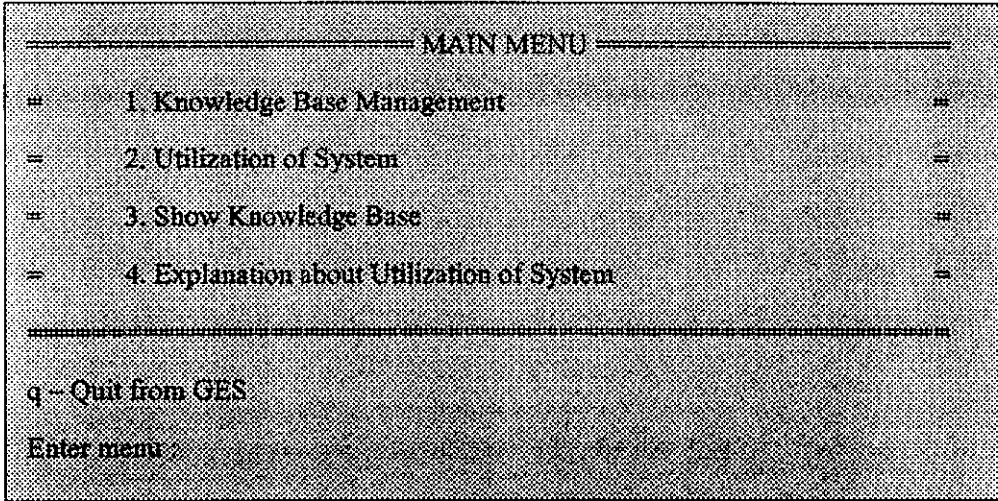 ======================== MAIN MENU ========================
= 1. Knowledge Base Management =
= 2. Utilization of System =
= 3. Show Knowledge Base =
= 4. Explanation about Utilization of System =
==========================================================
q – Quit from GES
Enter menu :